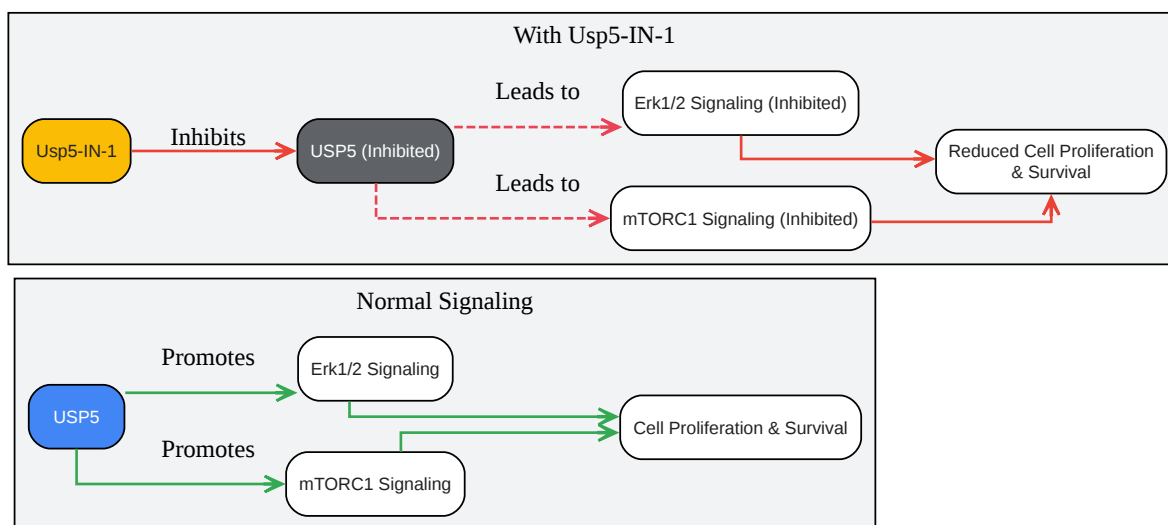 With Usp5-IN-1
Leads to
Erk1/2 Signaling (Inhibited)
Usp5-IN-1
Inhibits
USP5 (Inhibited)
Reduced Cell Proliferation
& Survival
Leads to
mTORC1 Signaling (Inhibited)
Normal Signaling
Promotes
Erk1/2 Signaling
USP5
Cell Proliferation & Survival
Promotes
mTORC1 Signaling